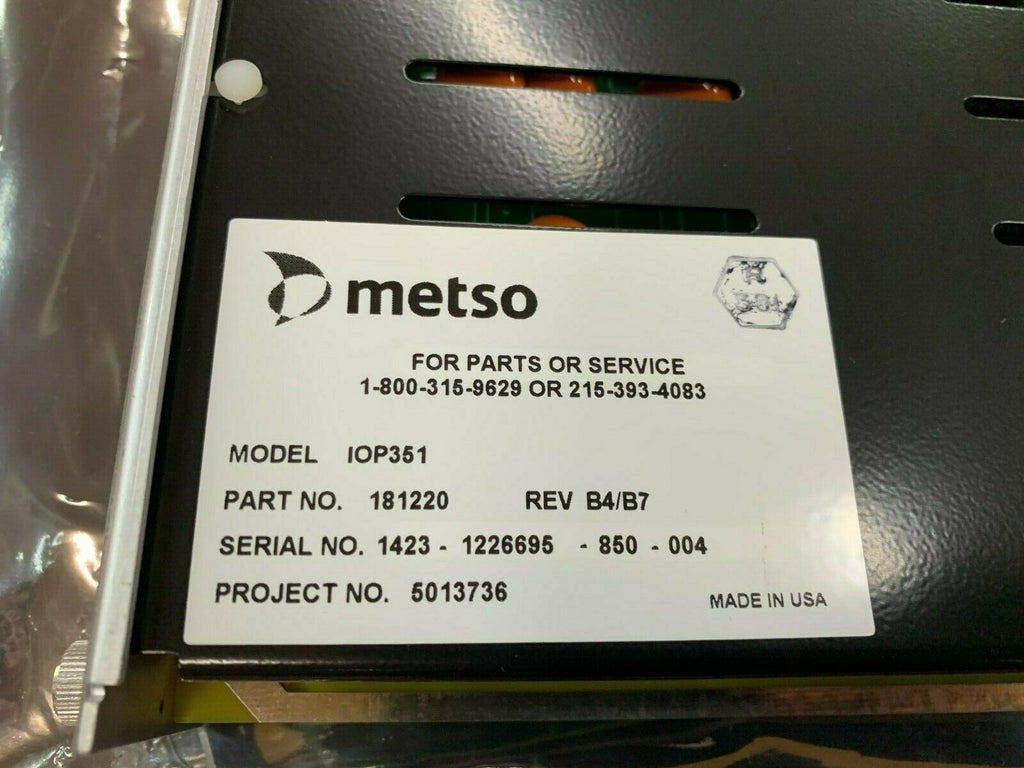 metso
FOR PARTS OR SERVICE
1-800-315-9629 OR 215-393-4083
MODEL IOP351
PART NO. 181220 REV B4/B7
SERIAL NO. 1423 - 1226695 - 850 - 004
PROJECT NO. 5013736
MADE IN USA